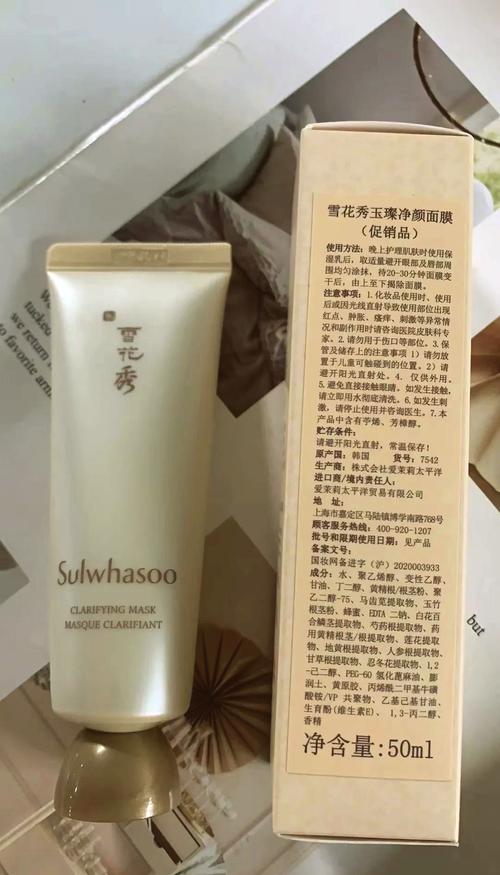 雪花秀
Sulwhasoo
CLARIFYING MASK
MASQUE CLARIFIANT
雪花秀玉璨净颜面膜
(促销品)
使用方法: 晚上护理肌肤时使用保
湿乳后, 取适量避开眼部及唇部周
围均匀涂抹, 待20-30分钟面膜变
干后, 由上至下揭除面膜。
注意事项: 1.化妆品使用时、使用
后或因光线直射导致使用部位出现
红点、肿胀、瘙痒、刺激等异常情
况和副作用时请咨询医院皮肤科专
家。2.请勿用于伤口等部位。3.保
管及储存上的注意事项 1) 请勿放
置于儿童可触碰到的位置。2) 请
避开阳光直射处。4. 仅供外用。
5.避免直接接触眼睛, 如发生接触,
请立即用水彻底清洗。6.如发生刺
激, 请停止使用并咨询医生。7.本
产品中含有苧烯、芳樟醇。
贮存条件:
请避开阳光直射, 常温保存!
原产国: 韩国 货号: 7542
生产商: 株式会社爱茉莉太平洋
进口商/境内责任人:
爱茉莉太平洋贸易有限公司
地 址:
上海市嘉定区马陆镇博学南路768号
顾客服务热线: 400-920-1207
批号和限期使用日期: 见产品
备案文号:
国妆网备进字 (沪) 2020003933
成分: 水、聚乙烯醇、变性乙醇、
甘油、丁二醇、黄精根/根茎粉、聚
乙二醇-75、马齿苋提取物、玉竹
根茎粉、蜂蜜、EDTA 二钠、白花百
合鳞茎提取物、芍药根提取物、药
用黄精根茎/根提取物、莲花提取
物、地黄根提取物、人参根提取物、
甘草根提取物、忍冬花提取物、1,2
-己二醇、PEG-60 氢化蓖麻油、膨
润土、黄原胶、丙烯酰二甲基牛磺
酸铵/VP 共聚物、乙基己基甘油、
生育酚(维生素E)、 1,3-丙二醇、
香精
净含量:50ml
but